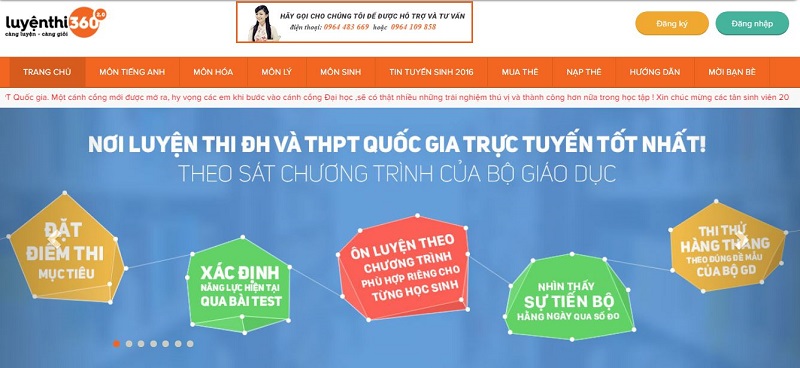 luyệnthi360 2.0
càng luyện - càng giỏi
HÃY GỌI CHO CHÚNG TÔI ĐỂ ĐƯỢC HỖ TRỢ VÀ TƯ VẤN
điện thoại: 0964 483 669 hoặc 0964 109 858
Đăng ký
Đăng nhập
TRANG CHỦ
MÔN TIẾNG ANH
MÔN HÓA
MÔN LÝ
MÔN SINH
TIN TUYỂN SINH 2016
MUA THẺ
NẠP THẺ
HƯỚNG DẪN
MỜI BẠN BÈ
PT Quốc gia. Một cánh cổng mới được mở ra, hy vọng các em khi bước vào cánh cổng Đại học ,sẽ có thật nhiều những trải nghiệm thú vị và thành công hơn nữa trong học tập ! Xin chúc mừng các tân sinh viên 20
NƠI LUYỆN THI ĐH VÀ THPT QUỐC GIA TRỰC TUYẾN TỐT NHẤT!
THEO SÁT CHƯƠNG TRÌNH CỦA BỘ GIÁO DỤC
ĐẶT
ĐIỂM THI
MỤC TIÊU
XÁC ĐỊNH
NĂNG LỰC HIỆN TẠI
QUA BÀI TEST
ÔN LUYỆN THEO
CHƯƠNG TRÌNH
PHÙ HỢP RIÊNG CHO
TỪNG HỌC SINH
NHÌN THẤY
SỰ TIẾN BỘ
HẰNG NGÀY QUA SƠ ĐỒ
THI THỬ
HÀNG THÁNG
THEO ĐÚNG ĐỀ MẪU
CỦA BỘ GD